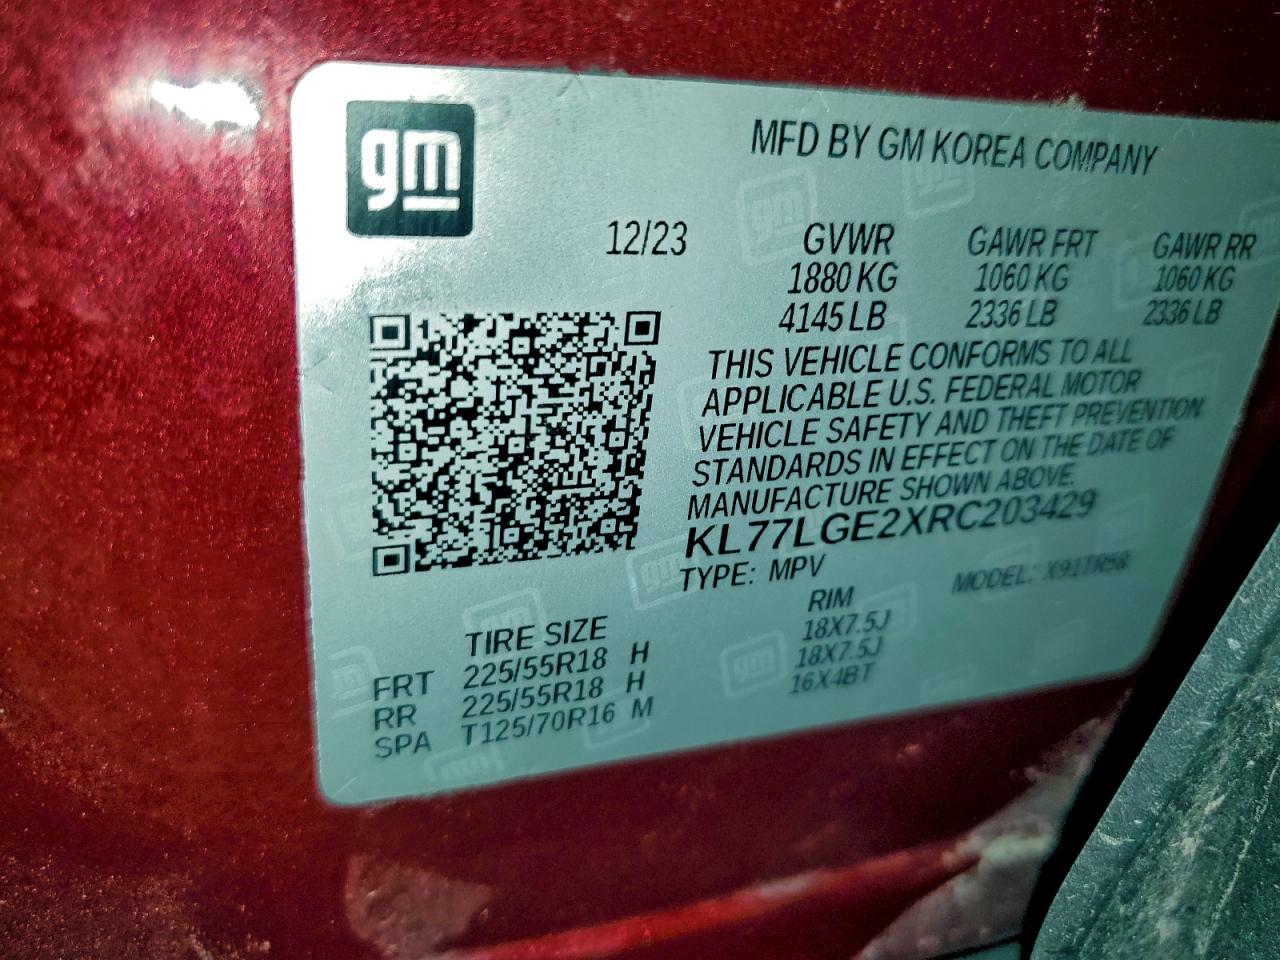 gm
MFD BY GM KOREA COMPANY
12/23 GVWR GAWR FRT GAWR RR
1880 KG 1060 KG 1060 KG
4145 LB 2336 LB 2336 LB
THIS VEHICLE CONFORMS TO ALL
APPLICABLE U.S. FEDERAL MOTOR
VEHICLE SAFETY AND THEFT PREVENTION
STANDARDS IN EFFECT ON THE DATE OF
MANUFACTURE SHOWN ABOVE.
KL77LGE2XRC203429
TYPE: MPV MODEL: X91TR58
TIRE SIZE RIM
FRT 225/55R18 H 18X7.5J
RR 225/55R18 H 18X7.5J
SPA T125/70R16 M 16X4BT